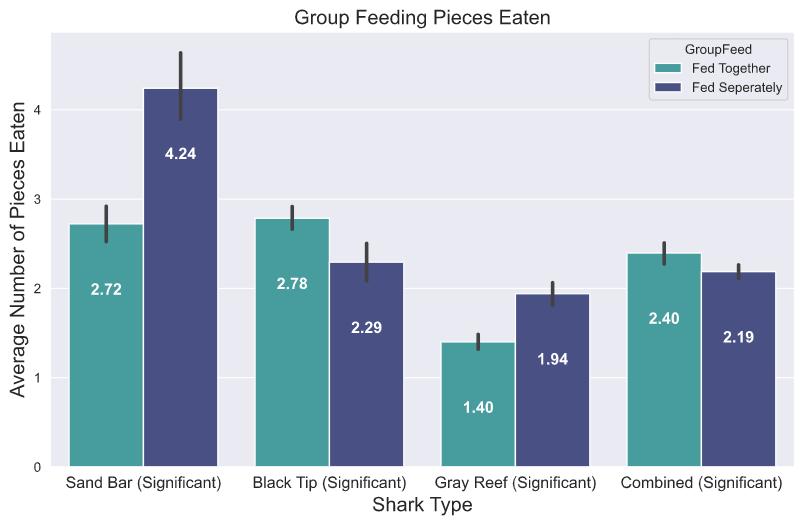 Group Feeding Pieces Eaten
GroupFeed
Fed Together
Fed Seperately
Average Number of Pieces Eaten
4
3
2
1
0
2.72
4.24
2.78
2.29
1.40
1.94
2.40
2.19
Sand Bar (Significant)
Black Tip (Significant)
Gray Reef (Significant)
Combined (Significant)
Shark Type